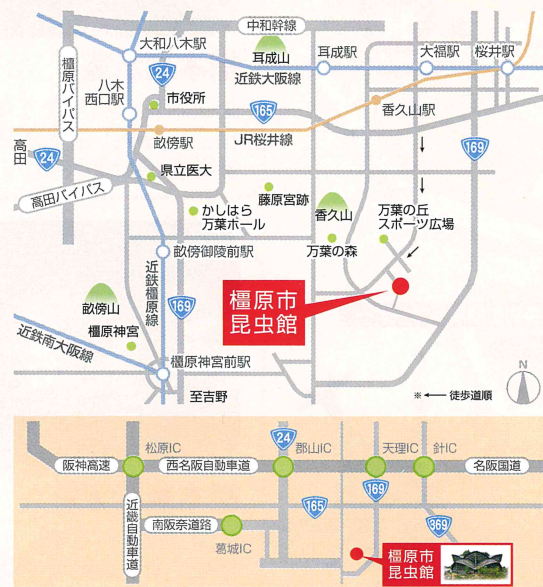 中和幹線
大和八木駅
24
耳成山
耳成駅
大福駅
桜井駅
近鉄大阪線
橿原バイパス
八木
西口駅
市役所
165
香久山駅
畝傍駅
JR桜井線
169
高田
24
県立医大
高田バイパス
かしはら
万葉ホール
藤原宮跡
香久山
万葉の丘
スポーツ広場
万葉の森
畝傍御陵前駅
近鉄橿原線
橿原市
昆虫館
畝傍山
169
橿原神宮
近鉄南大阪線
橿原神宮前駅
至吉野
※← 徒歩道順
N
松原IC
24
郡山IC
天理IC
針IC
阪神高速
西名阪自動車道
名阪国道
169
近畿自動車道
南阪奈道路
165
369
葛城IC
橿原市
昆虫館